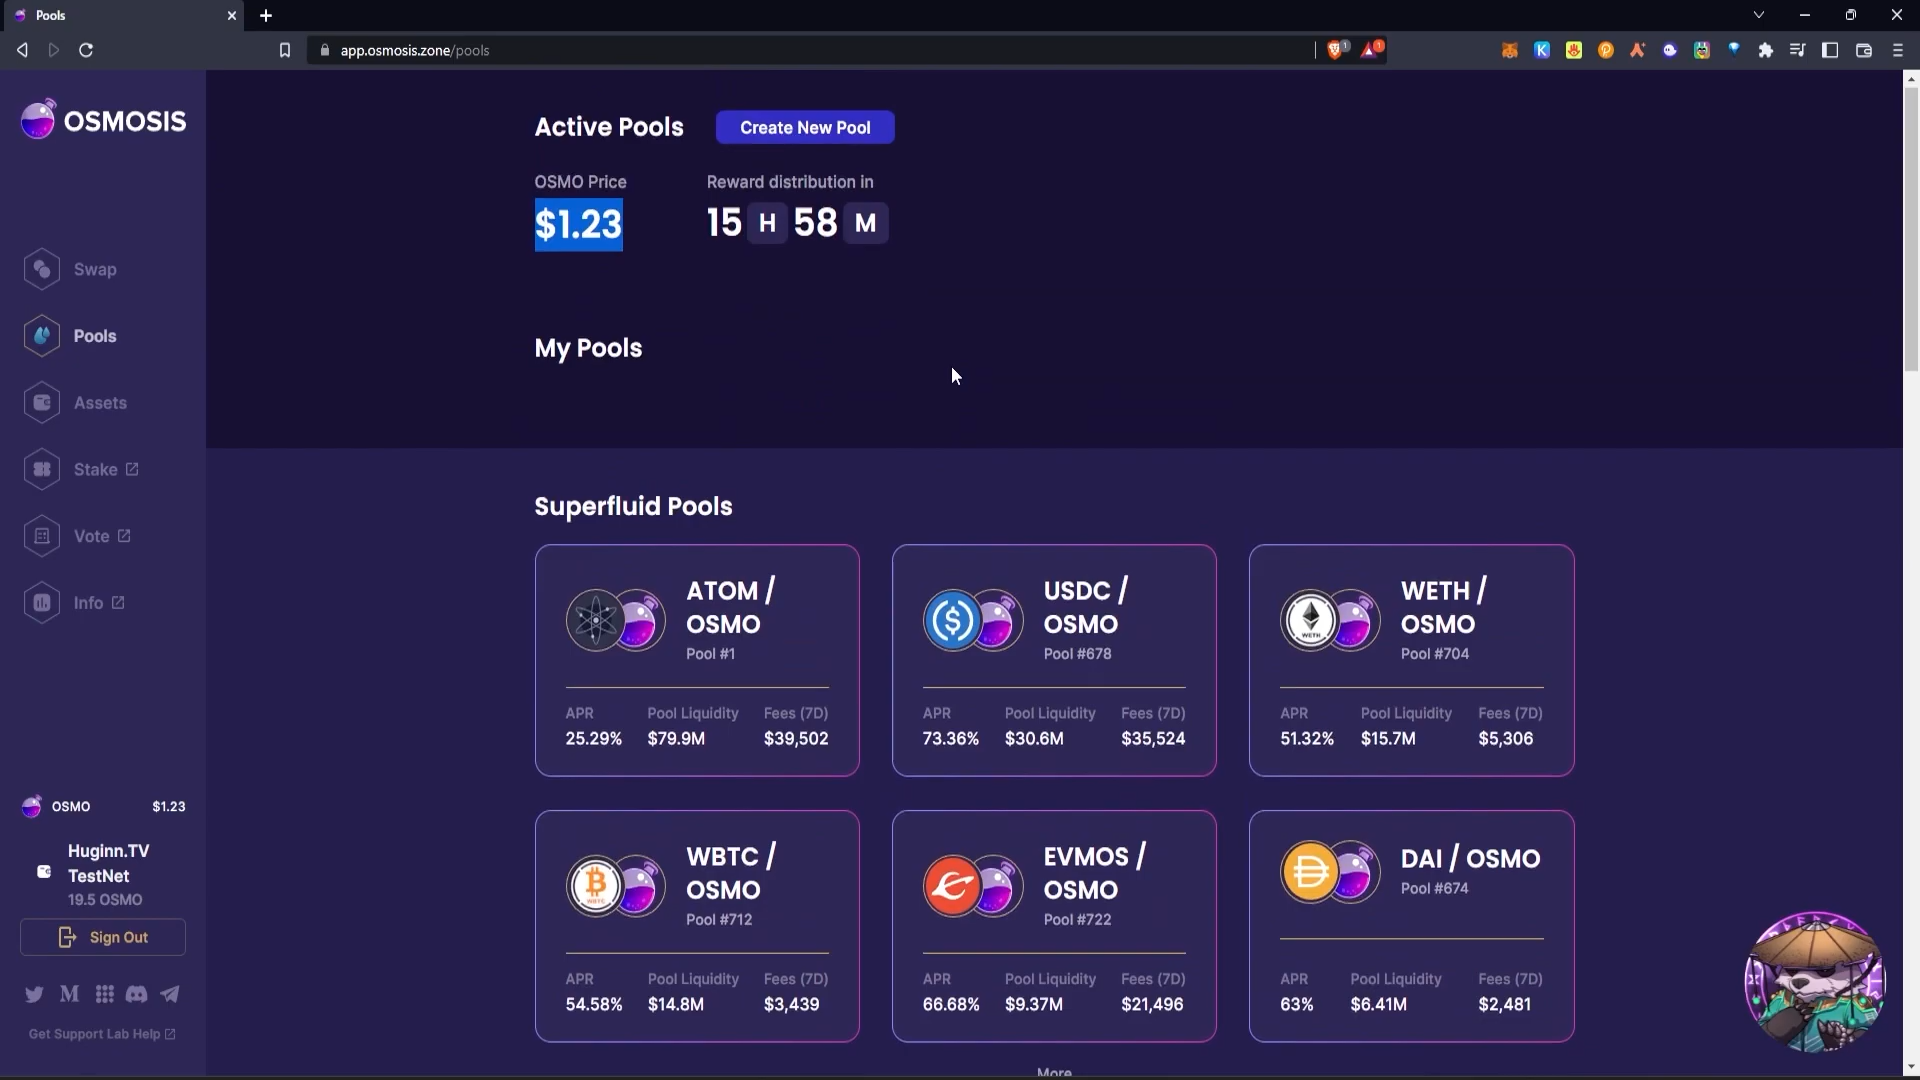 Pools
app.osmosis.zone/pools
1
1
K
OSMOSIS
Swap
Pools
Assets
Stake
Vote
Info
OSMO $1.23
Huginn.TV
TestNet
19.5 OSMO
Sign Out
Get Support Lab Help
Active Pools Create New Pool
OSMO Price Reward distribution in
$1.23 15 H 58 M
My Pools
Superfluid Pools
ATOM /
OSMO
Pool #1
APR Pool Liquidity Fees (7D)
25.29% $79.9M $39,502
USDC /
OSMO
Pool #678
APR Pool Liquidity Fees (7D)
73.36% $30.6M $35,524
WETH
WETH /
OSMO
Pool #704
APR Pool Liquidity Fees (7D)
51.32% $15.7M $5,306
WBTC
WBTC /
OSMO
Pool #712
APR Pool Liquidity Fees (7D)
54.58% $14.8M $3,439
EVMOS /
OSMO
Pool #722
APR Pool Liquidity Fees (7D)
66.68% $9.37M $21,496
DAI / OSMO
Pool #674
APR Pool Liquidity Fees (7D)
63% $6.41M $2,481
More